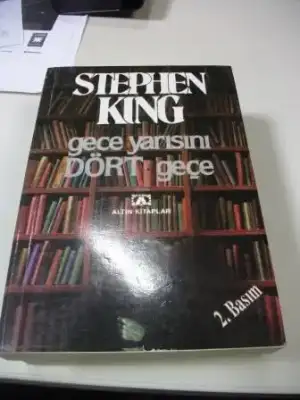 STEPHEN
KING
gece yarısını
DÖRT geçe
ALTIN KİTAPLAR
2. Basım